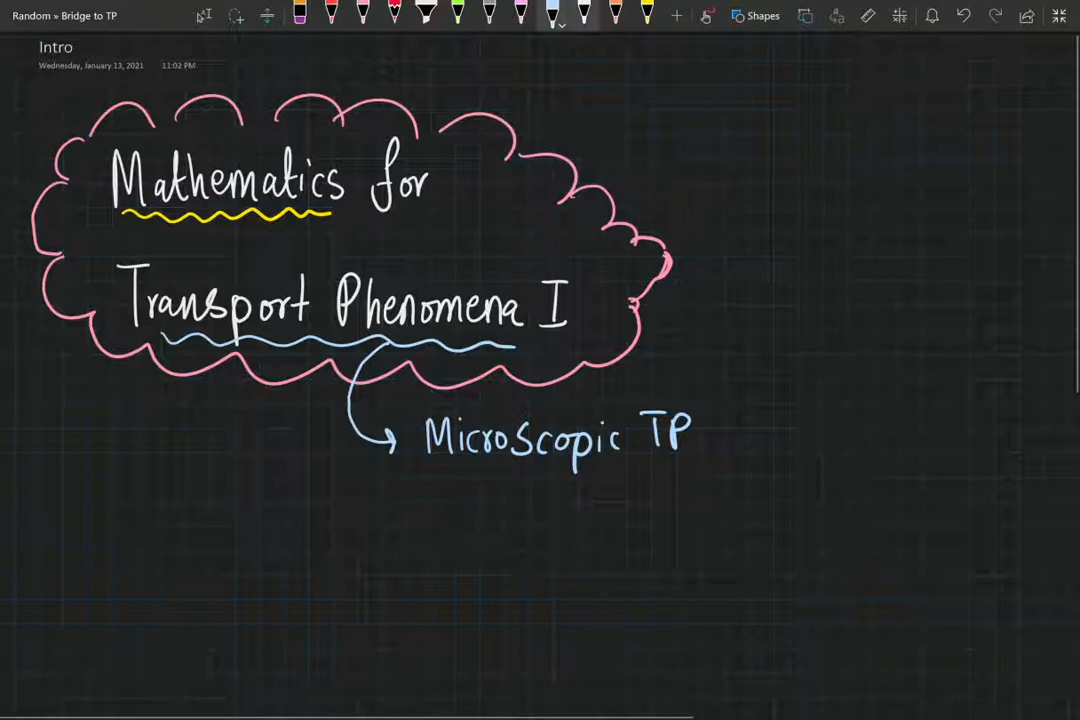 Random » Bridge to TP
Shapes
Intro
Wednesday, January 13, 2021 11:02 PM
Mathematics for
Transport Phenomena I
Microscopic TP